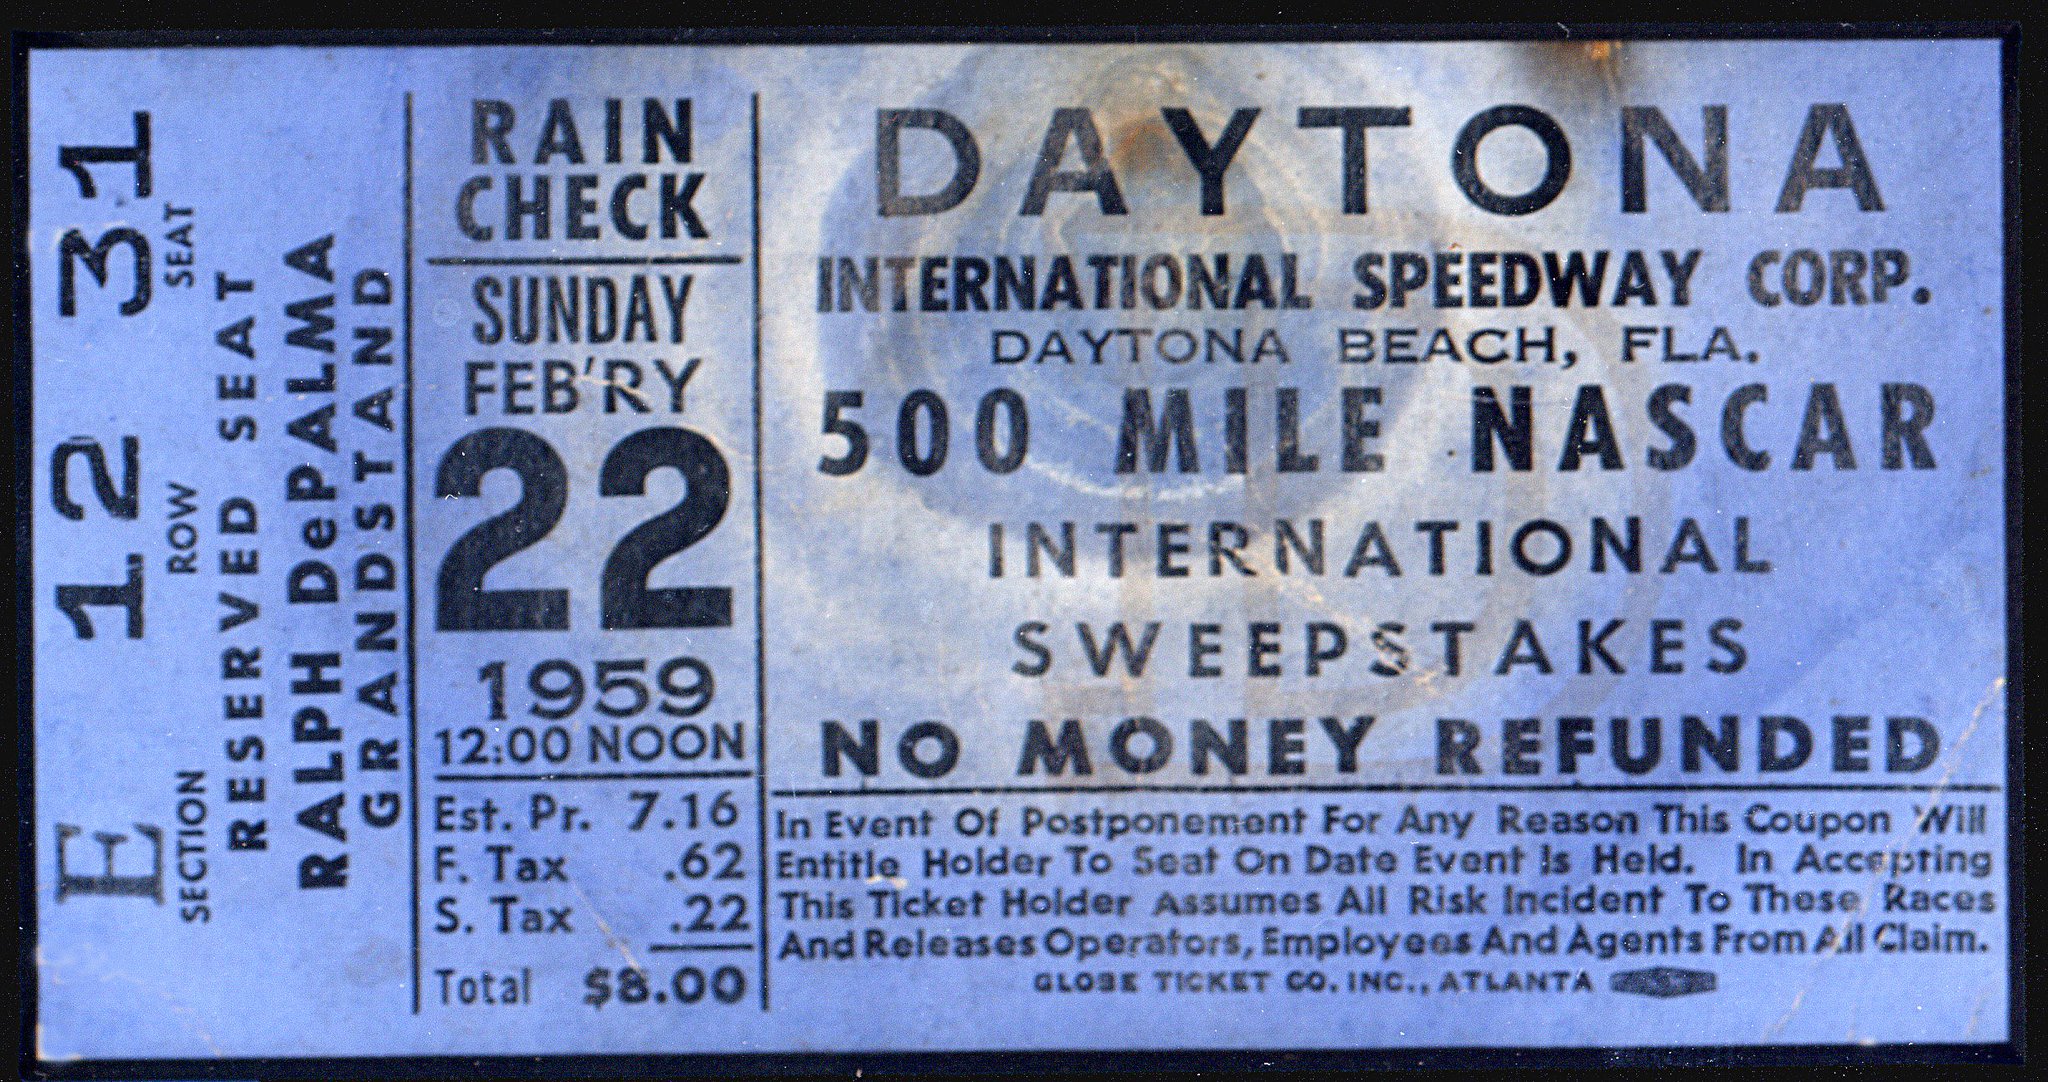 E 12 31
SECTION ROW SEAT
RESERVED SEAT
RALPH DePALMA
GRANDSTAND
RAIN
CHECK
SUNDAY
FEB'RY
22
1959
12:00 NOON
Est. Pr. 7.16
F. Tax .62
S. Tax .22
Total $8.00
DAYTONA
INTERNATIONAL SPEEDWAY CORP.
DAYTONA BEACH, FLA.
500 MILE NASCAR
INTERNATIONAL
SWEEPSTAKES
NO MONEY REFUNDED
In Event Of Postponement For Any Reason This Coupon Will
Entitle Holder To Seat On Date Event Is Held. In Accepting
This Ticket Holder Assumes All Risk Incident To These Races
And Releases Operators, Employees And Agents From All Claim.
GLOBE TICKET CO. INC., ATLANTA